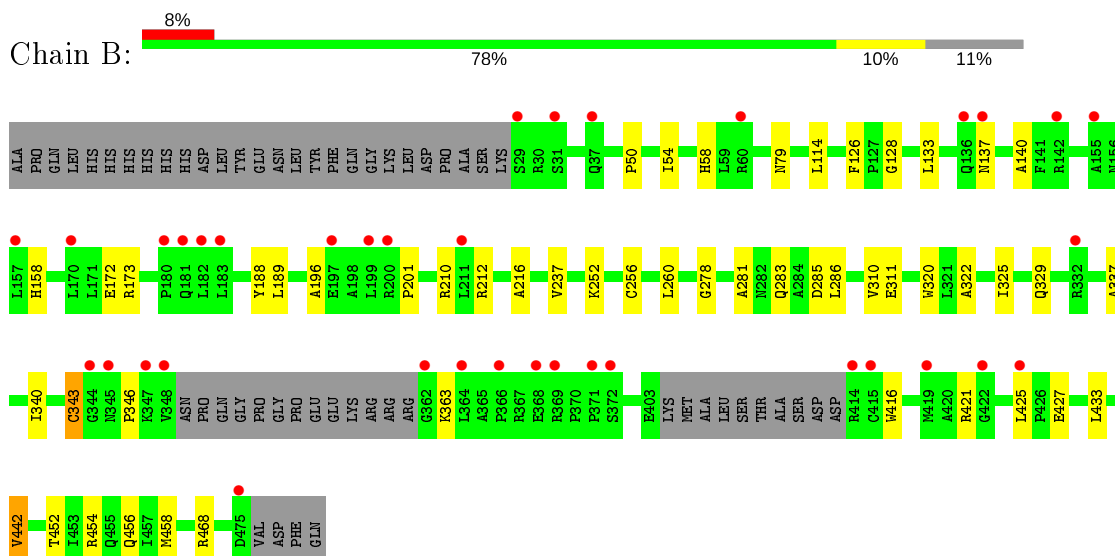 8%
Chain B:
78% 10% 11%
ALA PRO GLN LEU HIS HIS HIS HIS HIS HIS ASP LEU TYR GLU ASN LEU TYR PHE GLN GLY LYS LEU ASP PRO ALA SER LYS S29 R30 S31 Q37 P50 I54 H58 L59 R60 N79 L114 F126 P127 G128 L133 Q136 N137 A140 F141 R142 A155 N156
L157 H158 L170 L171 E172 R173 P180 Q181 L182 L183 Y188 L189 A196 E197 A198 L199 R200 P201 R210 L211 R212 A216 V237 K252 C256 L260 G278 A281 N282 Q283 A284 D285 L286 V310 E311 W320 L321 A322 I325 Q329 R332 A337
I340 C343 G344 N345 P346 K347 V348 ASN PRO GLN GLY PRO GLY PRO GLU GLU LYS ARG ARG ARG G362 K363 L364 A365 P366 R367 E368 R369 P370 P371 S372 E403 LYS MET ALA LEU SER THR ALA SER ASP ASP R414 C415 W416 M419 A420 R421 G422 L425 P426 E427 L433
V442 T452 I453 R454 Q455 Q456 I457 M458 R468 D475 VAL ASP PHE GLN